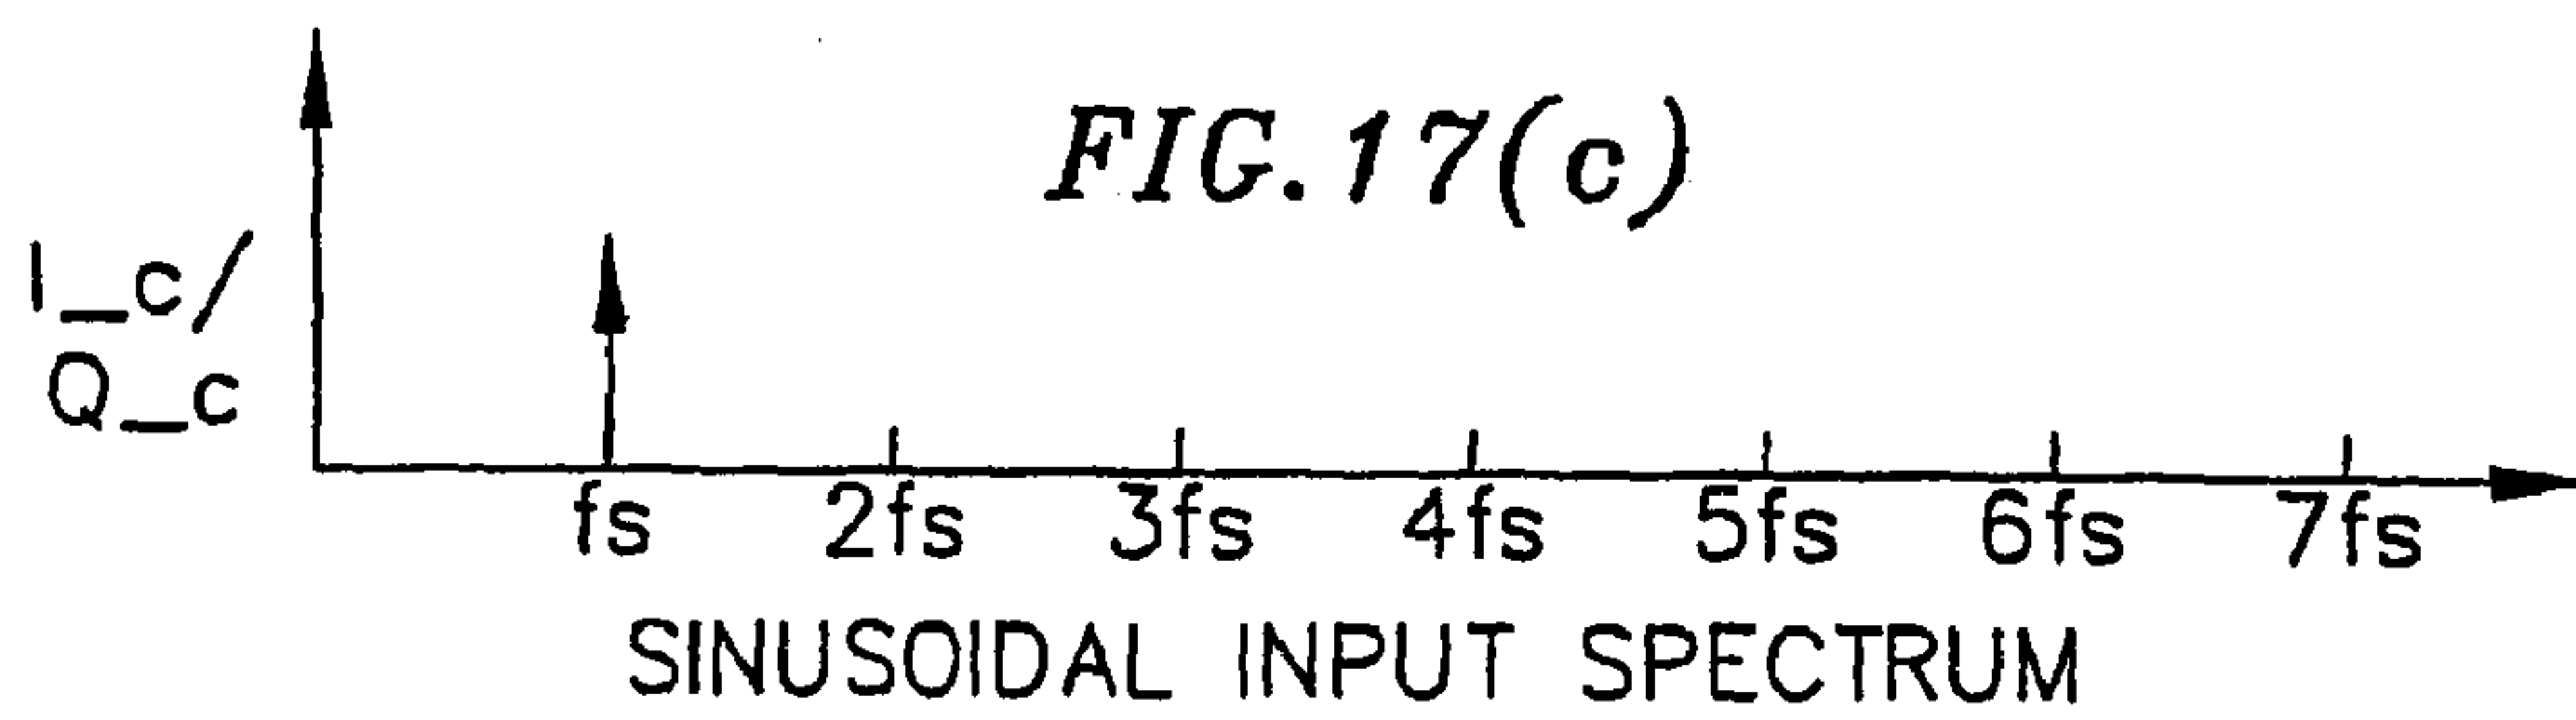 FIG.17(c)
I_c/
Q_c
fs 2fs 3fs 4fs 5fs 6fs 7fs
SINUSOIDAL INPUT SPECTRUM